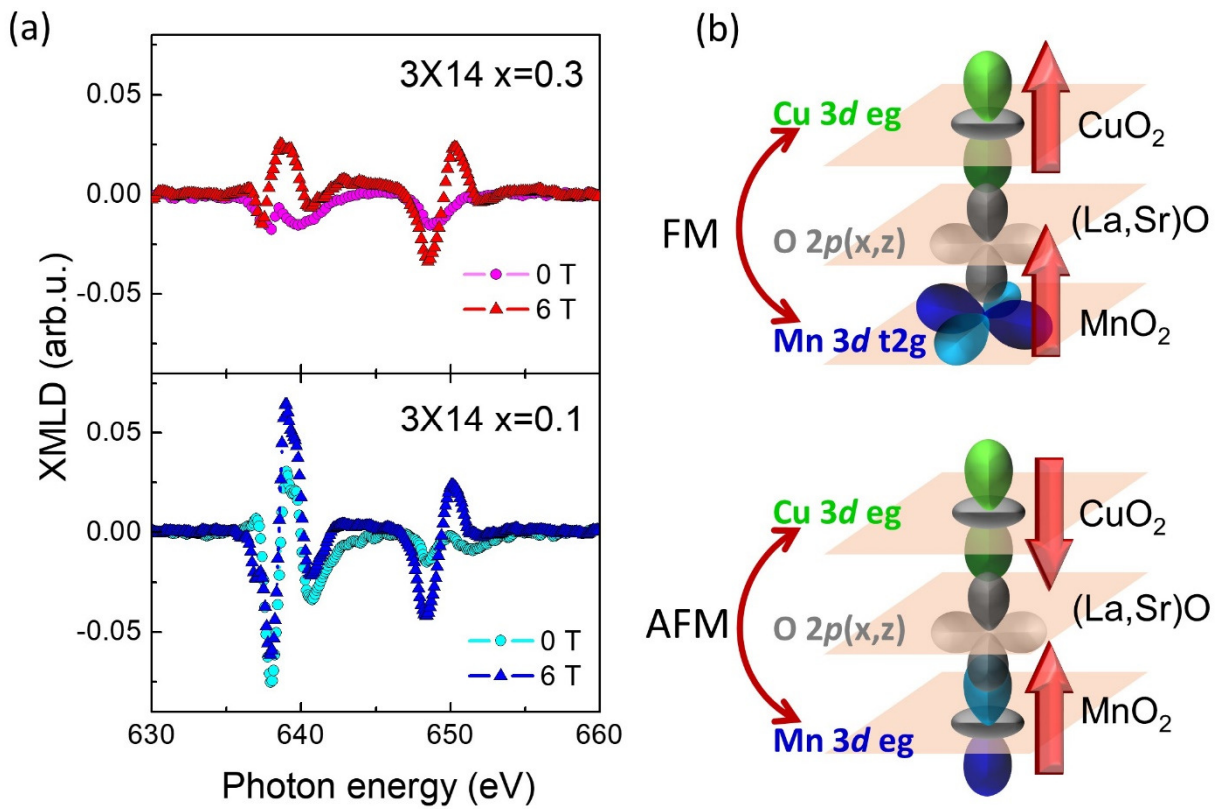 (a)
XMLD (arb.u.)
0.05
0.00
-0.05
3X14 x=0.3
0 T
6 T
0.05
0.00
-0.05
3X14 x=0.1
0 T
6 T
630
640
650
660
Photon energy (eV)
(b)
Cu 3d eg
CuO₂
FM
O 2p(x,z)
(La,Sr)O
Mn 3d t2g
MnO₂
Cu 3d eg
CuO₂
AFM
O 2p(x,z)
(La,Sr)O
Mn 3d eg
MnO₂